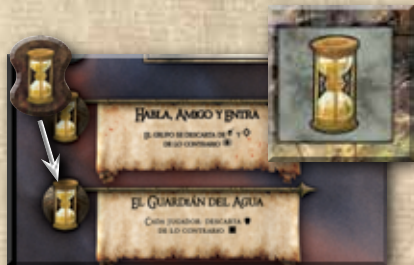 HABLA, AMIGO Y ENTRA
EL GRUPO SE DESCARTA DE Y
DE LO CONTRARIO
EL GUARDIÁN DEL AGUA
CADA JUGADOR: DESCARTA
DE LO CONTRARIO